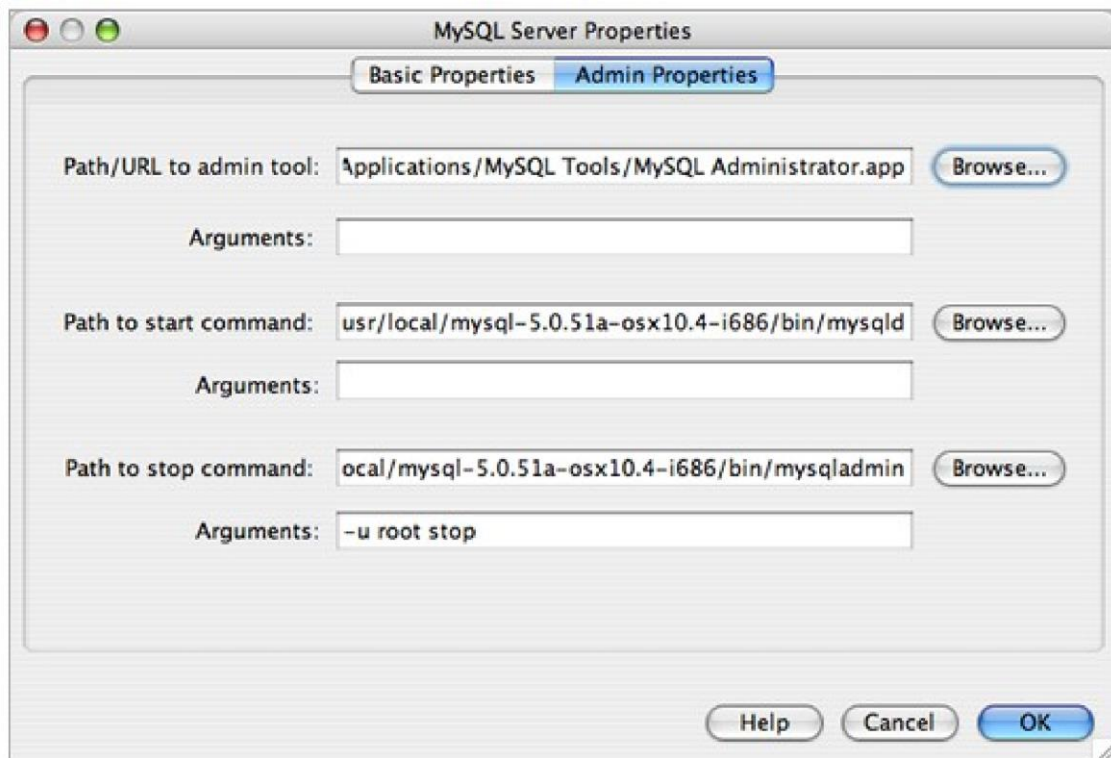 MySQL Server Properties
Basic Properties Admin Properties
Path/URL to admin tool: Applications/MySQL Tools/MySQL Administrator.app Browse...
Arguments:
Path to start command: usr/local/mysql-5.0.51a-osx10.4-i686/bin/mysqld Browse...
Arguments:
Path to stop command: ocal/mysql-5.0.51a-osx10.4-i686/bin/mysqladmin Browse...
Arguments: -u root stop
Help Cancel OK